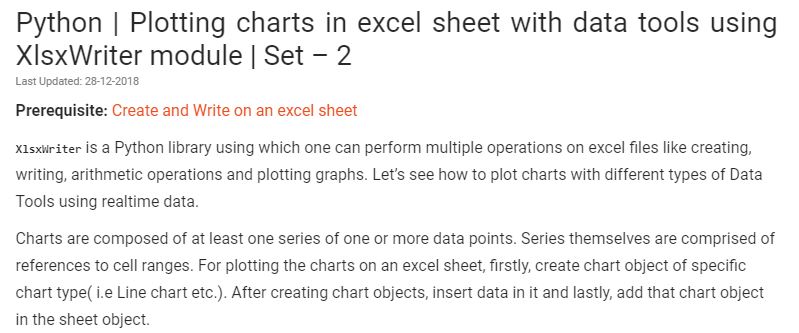 Python | Plotting charts in excel sheet with data tools using
XlsxWriter module | Set – 2
Last Updated: 28-12-2018
Prerequisite: Create and Write on an excel sheet
XlsxWriter is a Python library using which one can perform multiple operations on excel files like creating,
writing, arithmetic operations and plotting graphs. Let’s see how to plot charts with different types of Data
Tools using realtime data.
Charts are composed of at least one series of one or more data points. Series themselves are comprised of
references to cell ranges. For plotting the charts on an excel sheet, firstly, create chart object of specific
chart type( i.e Line chart etc.). After creating chart objects, insert data in it and lastly, add that chart object
in the sheet object.